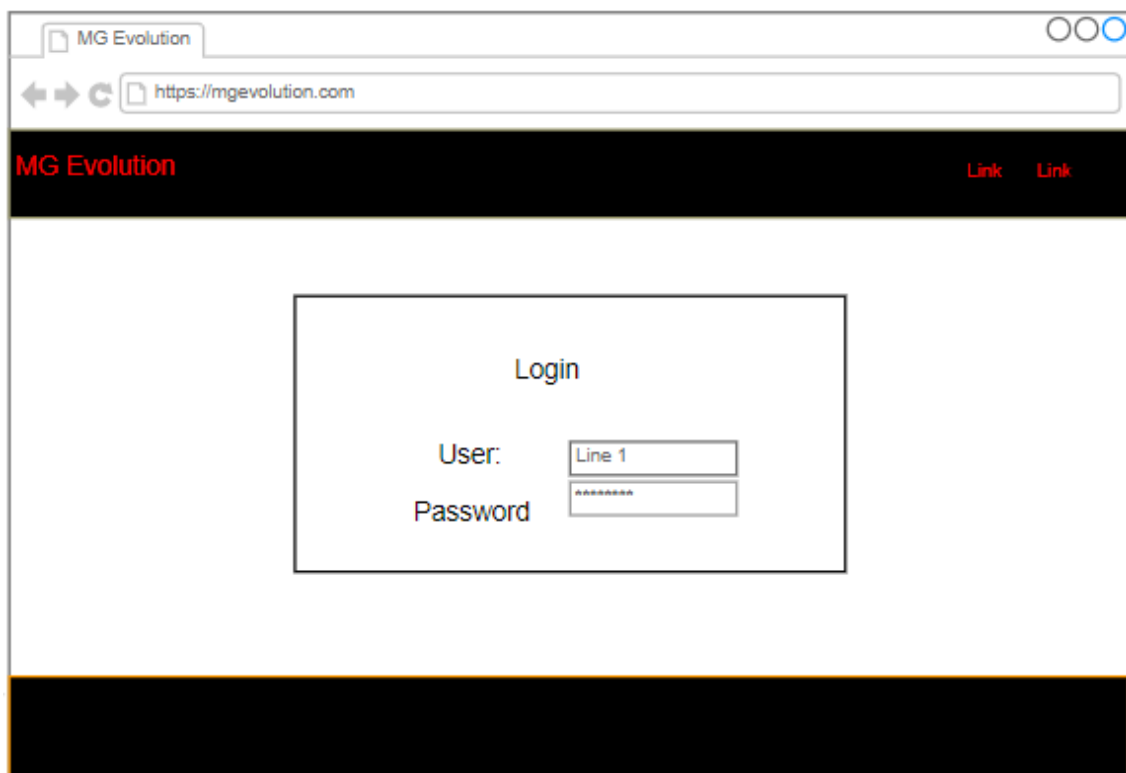 MG Evolution
https://mgevolution.com
MG Evolution
Link Link
Login
User: Line 1
********
Password